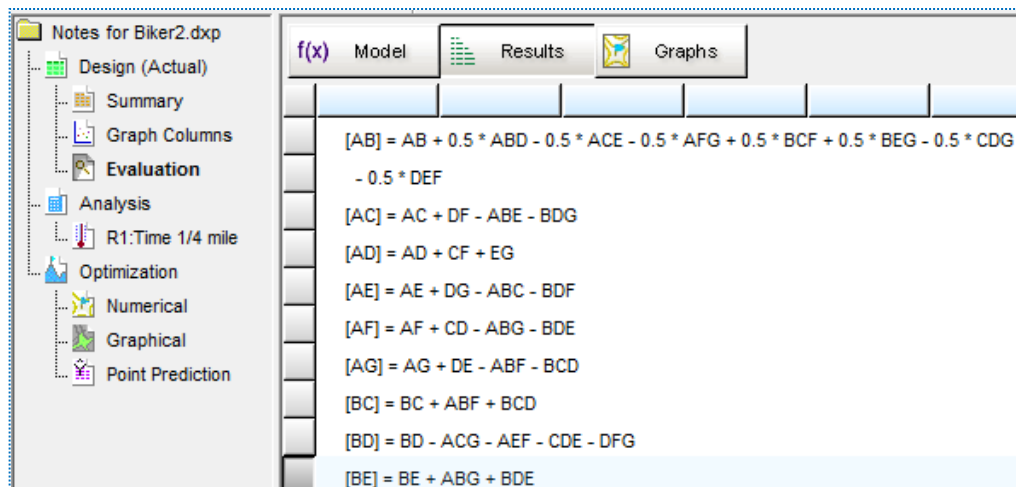 Notes for Biker2.dxp
Design (Actual)
Summary
Graph Columns
Evaluation
Analysis
R1:Time 1/4 mile
Optimization
Numerical
Graphical
Point Prediction
f(x) Model Results Graphs
[AB] = AB + 0.5 * ABD - 0.5 * ACE - 0.5 * AFG + 0.5 * BCF + 0.5 * BEG - 0.5 * CDG
- 0.5 * DEF
[AC] = AC + DF - ABE - BDG
[AD] = AD + CF + EG
[AE] = AE + DG - ABC - BDF
[AF] = AF + CD - ABG - BDE
[AG] = AG + DE - ABF - BCD
[BC] = BC + ABF + BCD
[BD] = BD - ACG - AEF - CDE - DFG
[BE] = BE + ABG + BDE